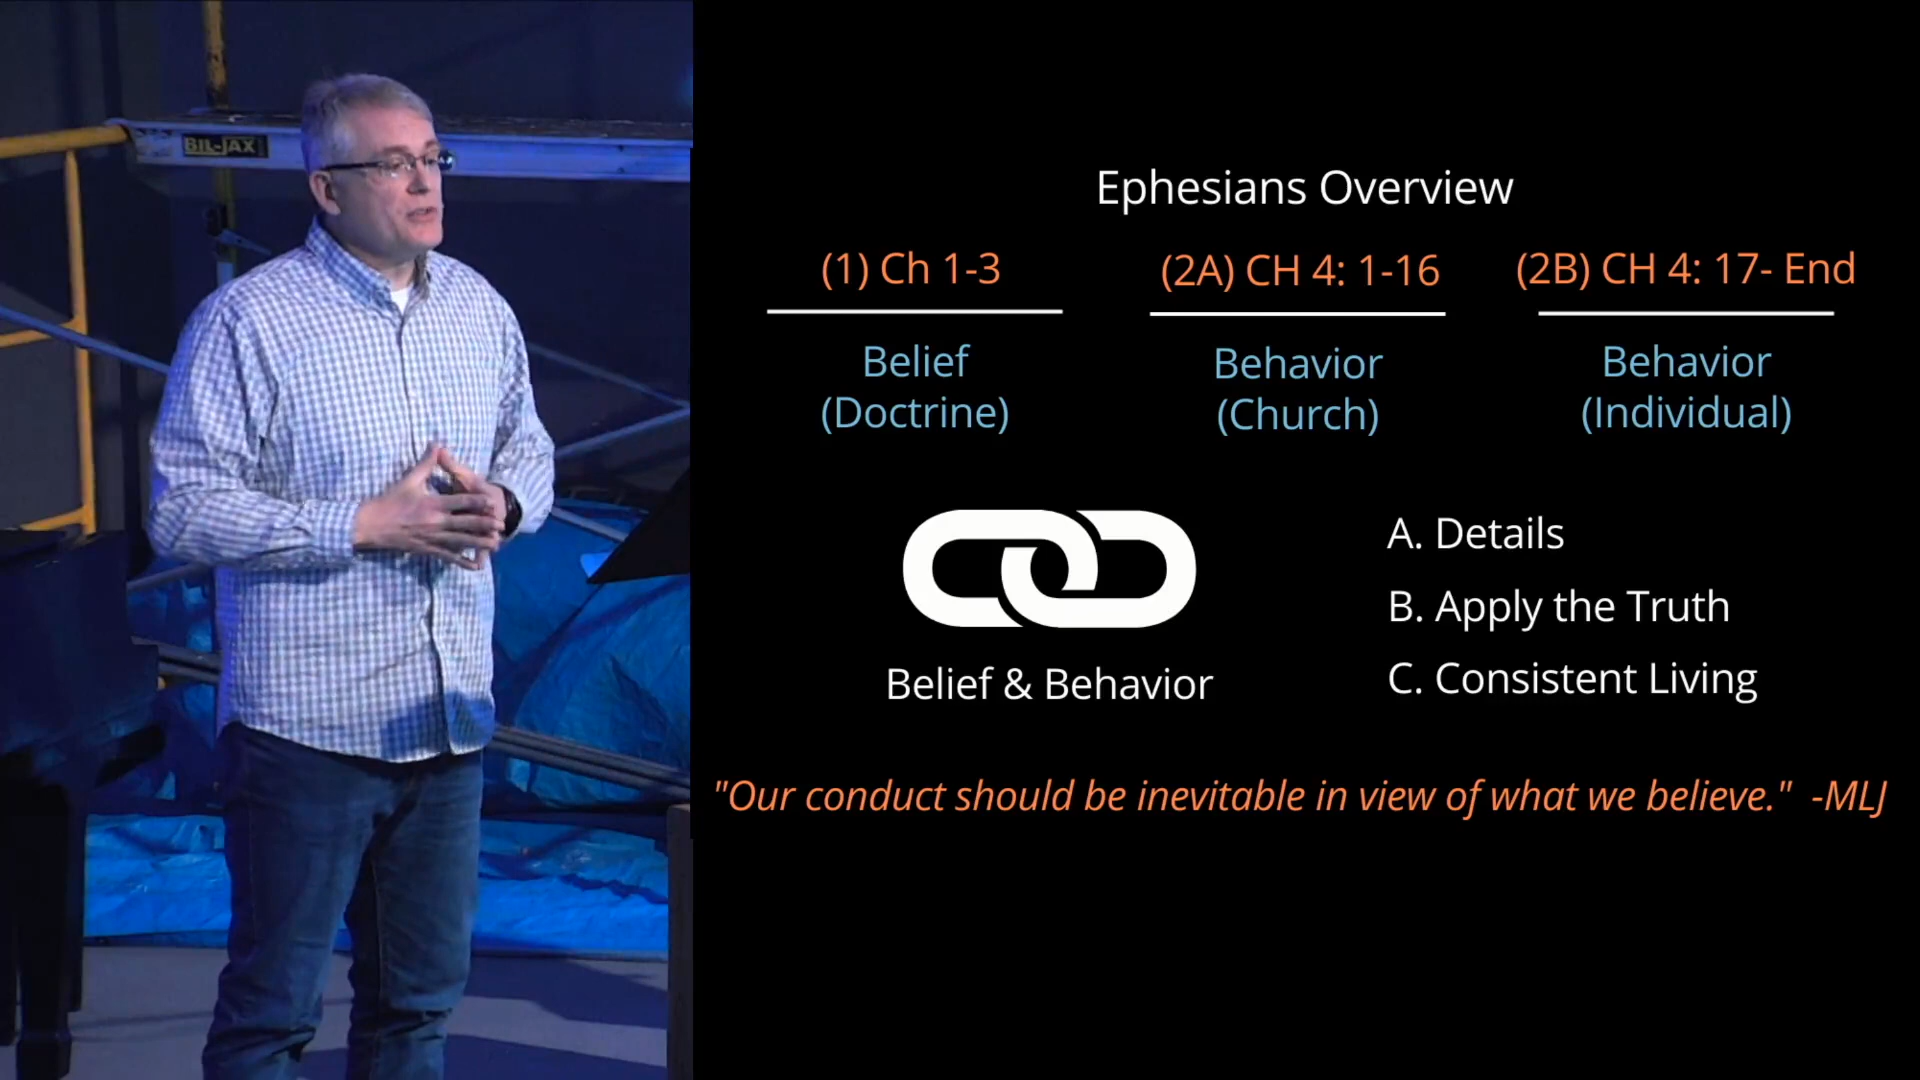 BIL-JAX
Ephesians Overview
(1) Ch 1-3
(2A) CH 4: 1-16
(2B) CH 4: 17- End
Belief
(Doctrine)
Behavior
(Church)
Behavior
(Individual)
Belief & Behavior
A. Details
B. Apply the Truth
C. Consistent Living
"Our conduct should be inevitable in view of what we believe." -MLJ